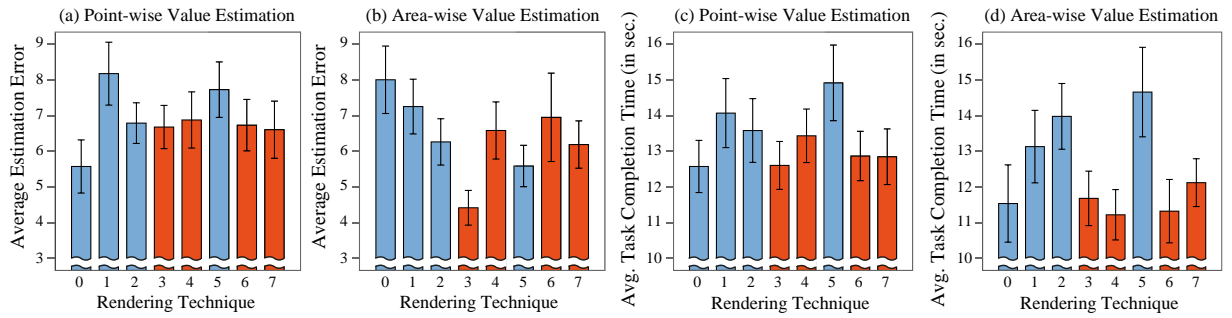 (a) Point-wise Value Estimation
Average Estimation Error
9
8
7
6
5
4
3
0 1 2 3 4 5 6 7
Rendering Technique
(b) Area-wise Value Estimation
Average Estimation Error
9
8
7
6
5
4
3
0 1 2 3 4 5 6 7
Rendering Technique
(c) Point-wise Value Estimation
Avg. Task Completion Time (in sec.)
16
15
14
13
12
11
10
0 1 2 3 4 5 6 7
Rendering Technique
(d) Area-wise Value Estimation
Avg. Task Completion Time (in sec.)
16
15
14
13
12
11
10
0 1 2 3 4 5 6 7
Rendering Technique